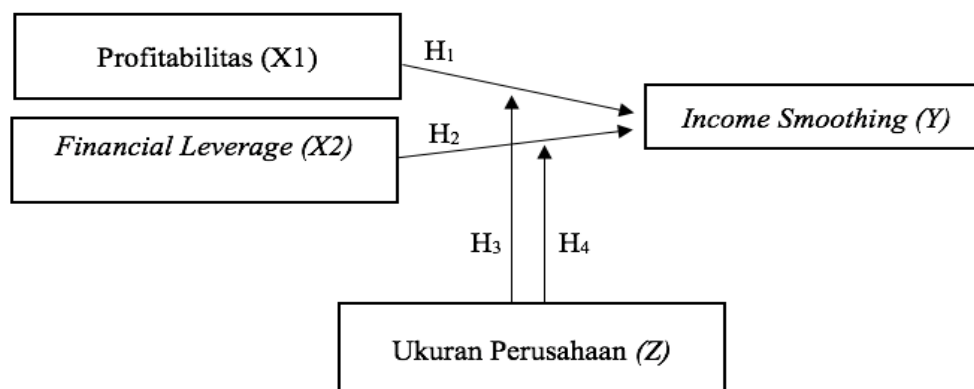 Profitabilitas (X1)
H₁
Income Smoothing (Y)
Financial Leverage (X2)
H₂
H₃
H₄
Ukuran Perusahaan (Z)